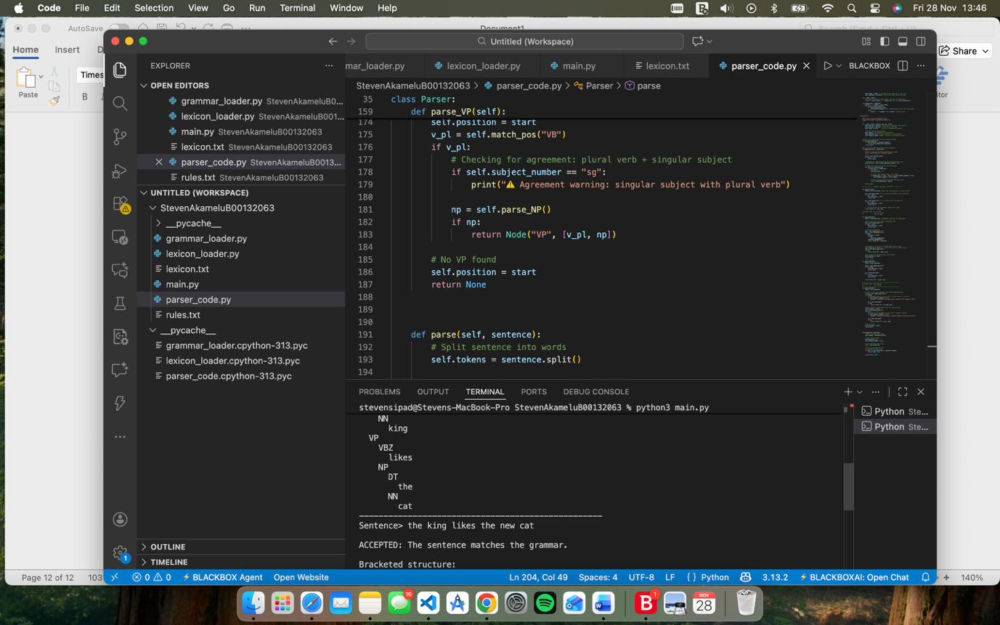 Code File Edit Selection View Go Run Terminal Window Help Fri 28 Nov 13:46
AutoSave Document1 Search (Cmd + Ctrl + U)
Home Insert D Share
Paste Times
B I
Untitled (Workspace)
EXPLORER
OPEN EDITORS
grammar_loader.py StevenAkameluB0...
lexicon_loader.py StevenAkameluB001...
main.py StevenAkameluB00132063
lexicon.txt StevenAkameluB00132063
parser_code.py StevenAkameluB0013...
rules.txt StevenAkameluB00132063
UNTITLED (WORKSPACE)
StevenAkameluB00132063
__pycache__
grammar_loader.py
lexicon_loader.py
lexicon.txt
main.py
parser_code.py
rules.txt
__pycache__
grammar_loader.cpython-313.pyc
lexicon_loader.cpython-313.pyc
parser_code.cpython-313.pyc
OUTLINE
TIMELINE
mar_loader.py lexicon_loader.py main.py lexicon.txt parser_code.py BLACKBOX
StevenAkameluB00132063 > parser_code.py > Parser > parse
35 class Parser:
159 def parse_VP(self):
174 self.position = start
175 v_pl = self.match_pos("VB")
176 if v_pl:
177 # Checking for agreement: plural verb + singular subject
178 if self.subject_number == "sg":
179 print("⚠️ Agreement warning: singular subject with plural verb")
180
181 np = self.parse_NP()
182 if np:
183 return Node("VP", [v_pl, np])
184
185 # No VP found
186 self.position = start
187 return None
188
189
190
191 def parse(self, sentence):
192 # Split sentence into words
193 self.tokens = sentence.split()
194
PROBLEMS OUTPUT TERMINAL PORTS DEBUG CONSOLE
stevensipad@Stevens-MacBook-Pro StevenAkameluB00132063 % python3 main.py
NN
king
VP
VBZ
likes
NP
DT
the
NN
cat
--------------------------------------------------
Sentence> the king likes the new cat
ACCEPTED: The sentence matches the grammar.
Bracketed structure:
Python Ste...
Python Ste...
1
Page 12 of 12 103
0 0 BLACKBOX Agent Open Website Ln 204, Col 49 Spaces: 4 UTF-8 LF { } Python 3.13.2 BLACKBOXAI: Open Chat
140%
16
1
NOV
28